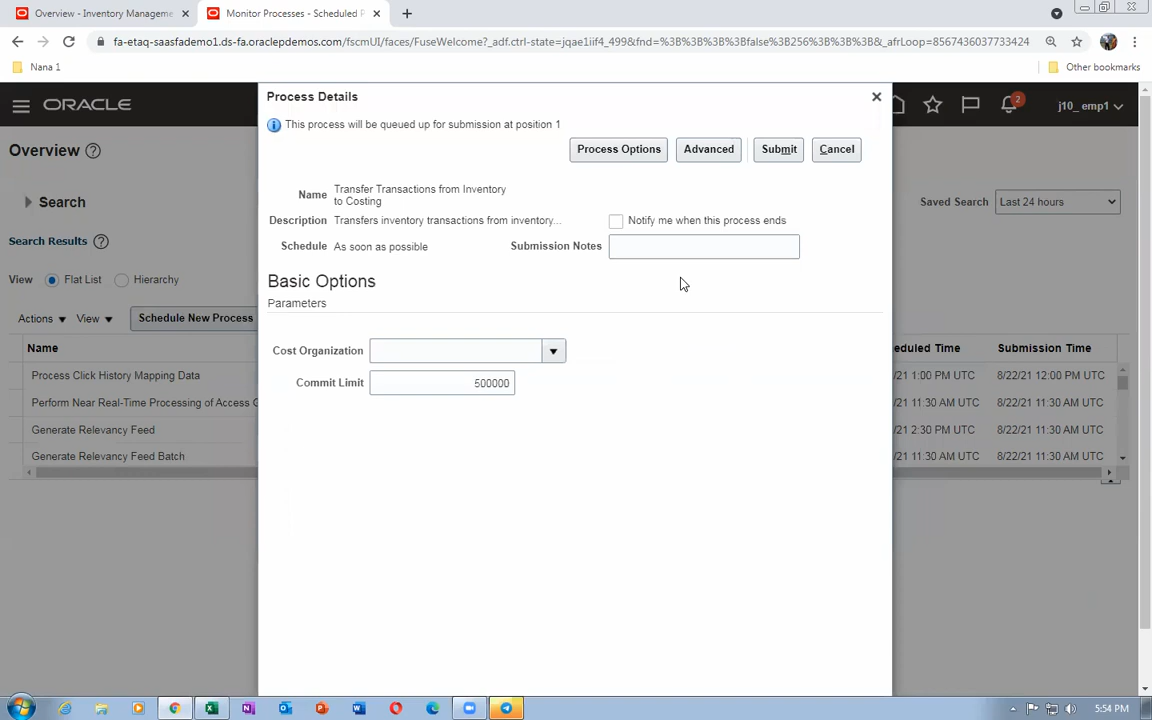 Overview - Inventory Manageme
Monitor Processes - Scheduled P
fa-etaq-saasfademo1.ds-fa.oraclepdemos.com/fscmUI/faces/FuseWelcome?_adf.ctrl-state=jqae1iif4_499&fnd=%3B%3B%3B%3Bfalse%3B256%3B%3B%3B&_afrLoop=8567436037733424
Nana 1
Other bookmarks
ORACLE
2
j10_ emp1
Overview
Search
Saved Search
Last 24 hours
Search Results
View
Flat List
Hierarchy
Actions
View
Schedule New Process
Name
eduled Time
Submission Time
Process Click History Mapping Data
/21 1:00 PM UTC
8/22/21 12:00 PM UTC
Perform Near Real-Time Processing of Access
/21 11:30 AM UTC
8/22/21 11:30 AM UTC
Generate Relevancy Feed
/21 2:30 PM UTC
8/22/21 11:30 AM UTC
Generate Relevancy Feed Batch
/21 11:30 AM UTC
8/22/21 11:30 AM UTC
Process Details
This process will be queued up for submission at position 1
Process Options
Advanced
Submit
Cancel
Name
Transfer Transactions from Inventory
to Costing
Description
Transfers inventory transactions from inventory...
Notify me when this process ends
Schedule
As soon as possible
Submission Notes
Basic Options
Parameters
Cost Organization
Commit Limit
500000
5:54 PM